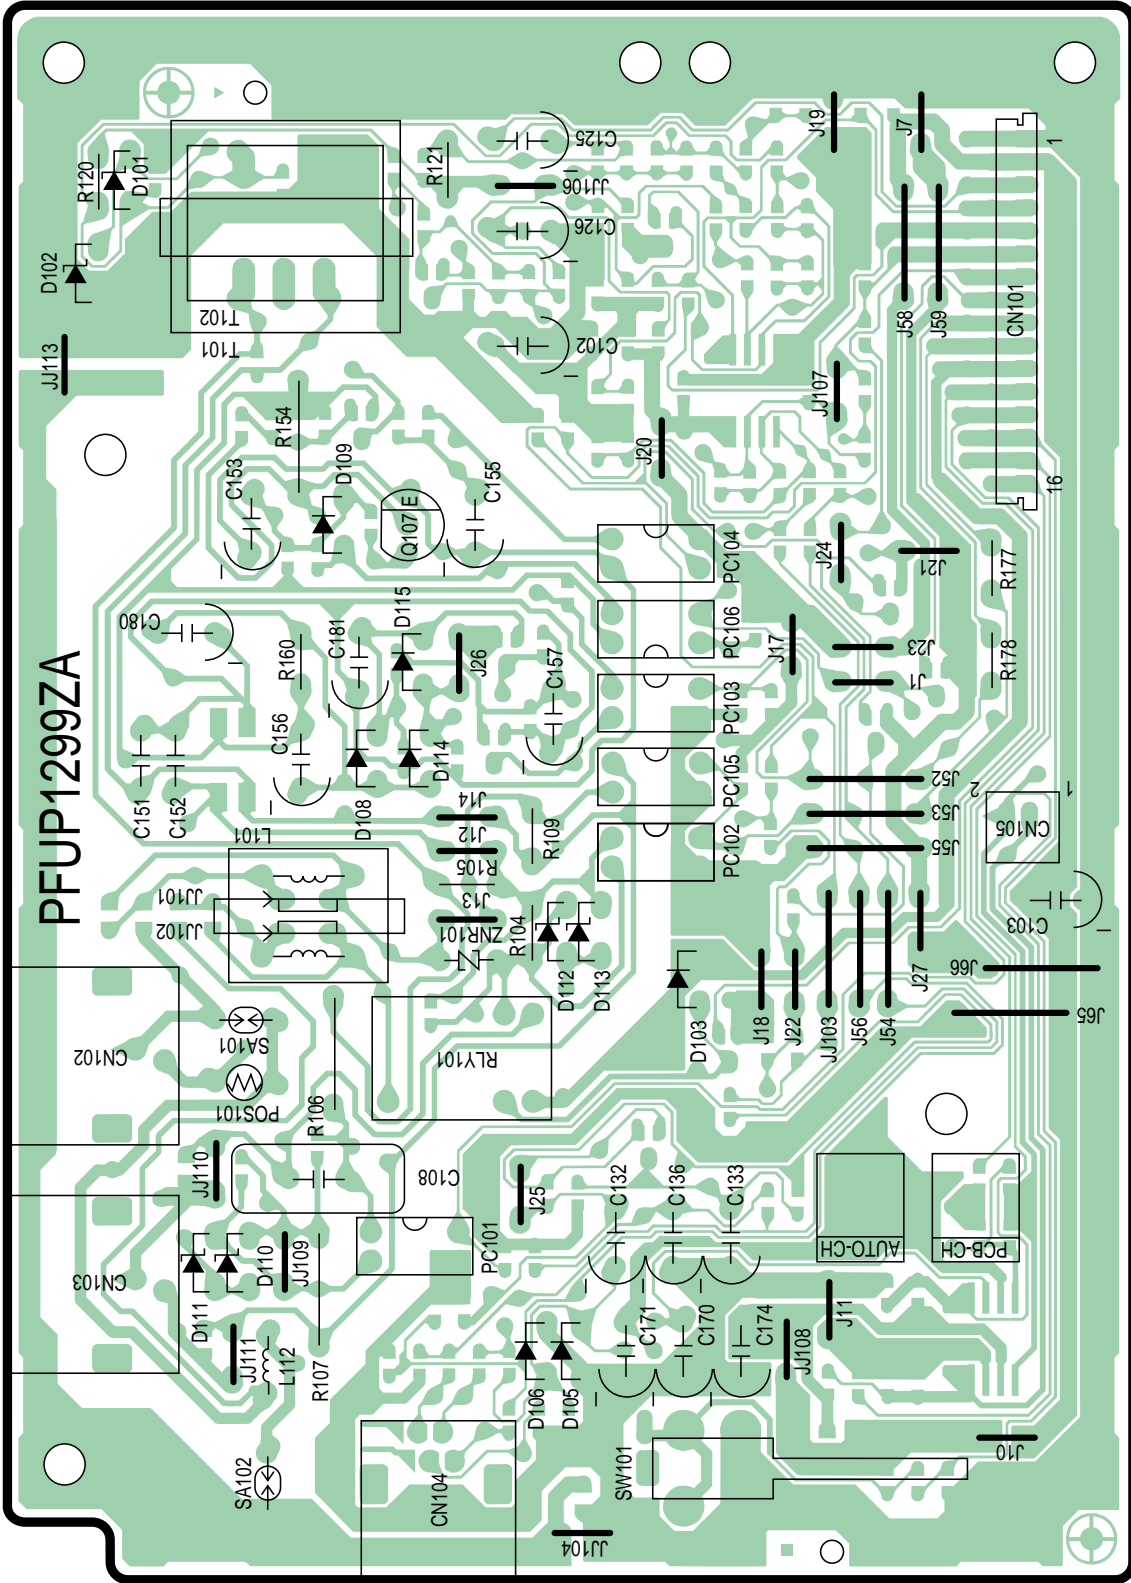 C125
J19
J7
1
R120
D101
R121
JJ106
C126
D102
T102
T101
C102
J58
J59
CN101
JJ113
JJ107
R154
J20
C153
D109
C155
16
Q107 E
PC104
J24
J21
R177
C180
D115
PC106
J17
J23
R160
C181
J26
C157
PC103
J1
R178
PFUP1299ZA
C156
D114
PC105
J52
2
1
C151
C152
L101
D108
J14
J12
R109
PC102
J53
J55
CN105
R105
JJ101
JJ102
J13
ZNR101
R104
D112
D113
D103
J18
J22
JJ103
J56
J54
J27
J66
C103
J65
CN102
SA101
POS101
RLY101
R106
JJ110
C108
J25
C132
C136
C133
CN103
D111
D110
JJ109
PC101
AUTO-CH
PCB-CH
JJ111
L112
R107
D106
D105
C171
C170
C174
JJ108
J11
SA102
CN104
SW101
J10
JJ104